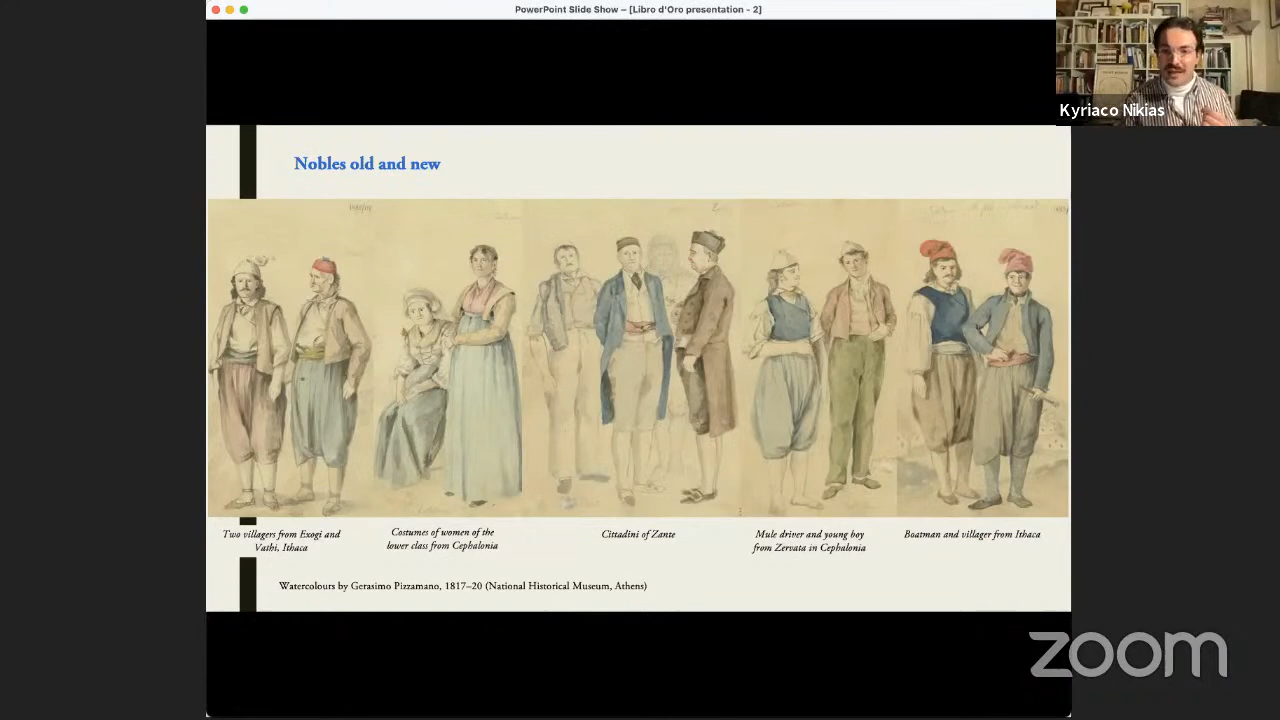 PowerPoint Slide Show – [Libro d'Oro presentation - 2]
Kyriaco Nikias
Nobles old and new
Two villagers from Exogi and
Vathi, Ithaca
Costumes of women of the
lower class from Cephalonia
Cittadini of Zante
Mule driver and young boy
from Zervata in Cephalonia
Boatman and villager from Ithaca
Watercolours by Gerasimo Pizzamano, 1817–20 (National Historical Museum, Athens)
zoom